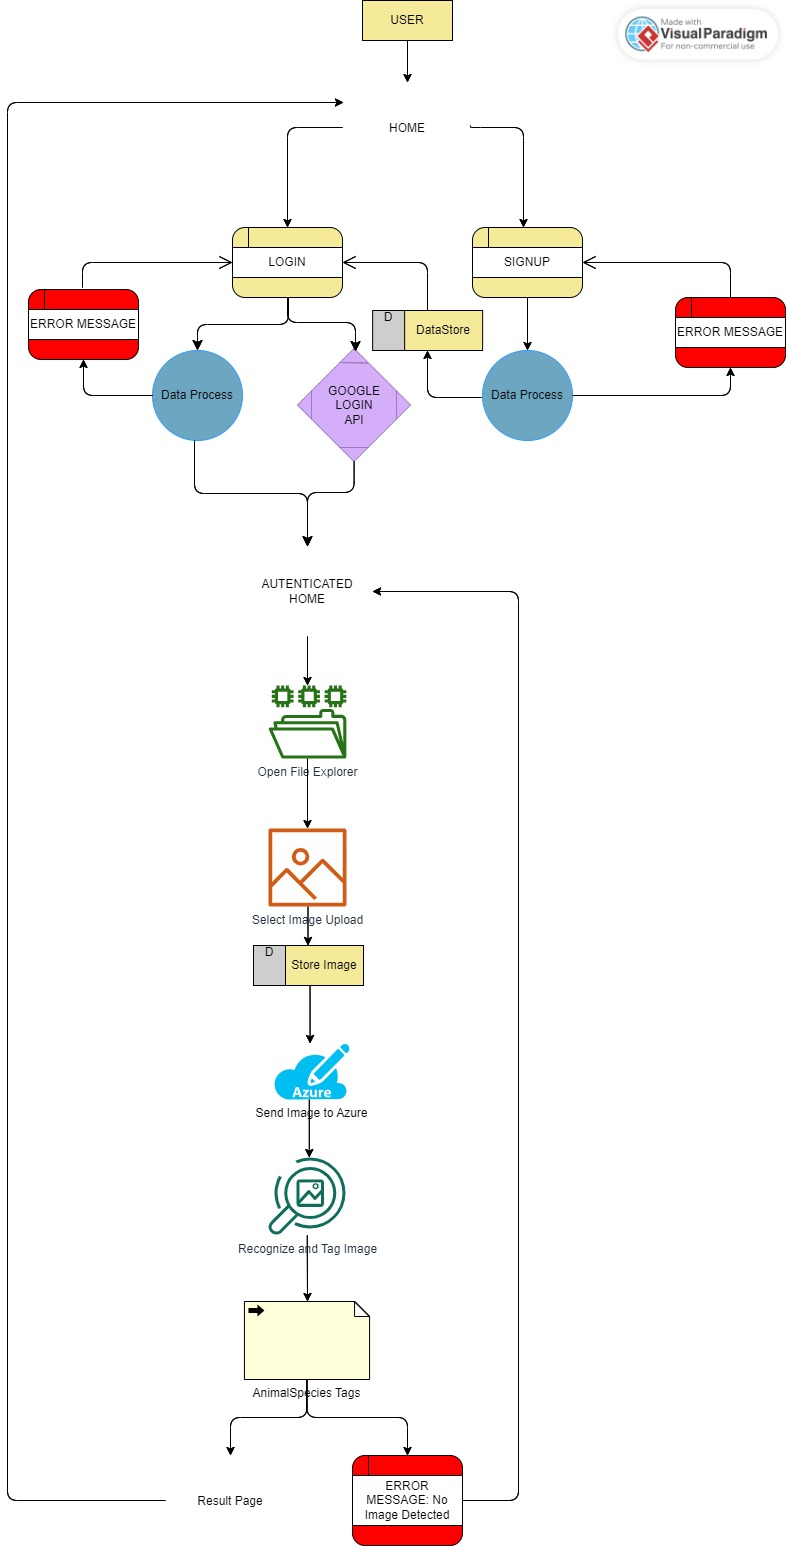 USER
Made with
VisualParadigm
For non-commercial use
HOME
LOGIN
SIGNUP
ERROR MESSAGE
D
DataStore
ERROR MESSAGE
Data Process
GOOGLE
LOGIN
API
Data Process
AUTENTICATED
HOME
Open File Explorer
Select Image Upload
D
Store Image
Azure
Send Image to Azure
Recognize and Tag Image
AnimalSpecies Tags
Result Page
ERROR
MESSAGE: No
Image Detected